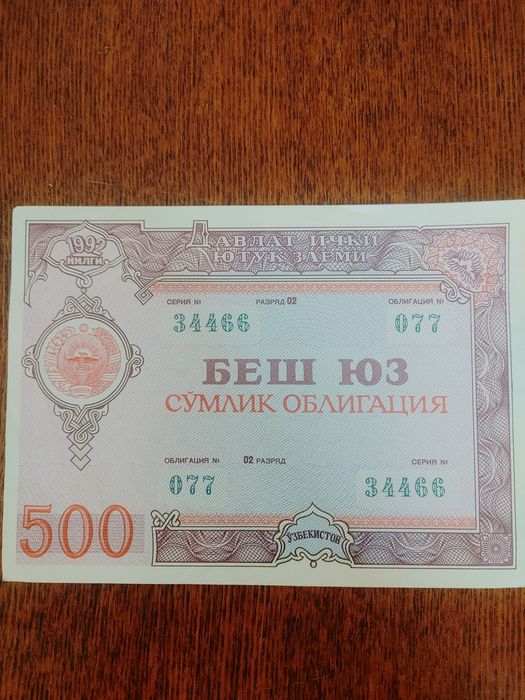 1992
ЙИЛГИ
ДАВЛАТ ИЧКИ
ЮТУҚ ЗАЁМИ
СЕРИЯ № РАЗРЯД 02 ОБЛИГАЦИЯ №
34466 077
БЕШ ЮЗ
СЎМЛИК ОБЛИГАЦИЯ
ОБЛИГАЦИЯ № 02 РАЗРЯД СЕРИЯ №
077 34466
500
ЎЗБЕКИСТОН